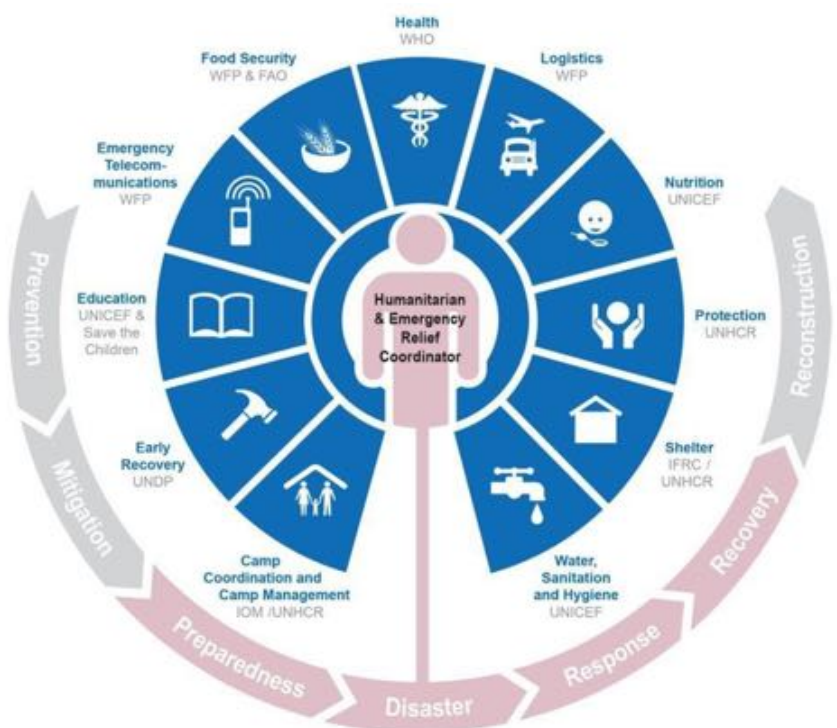 Health
WHO
Food Security
WFP & FAO
Logistics
WFP
Emergency
Telecom-
munications
WFP
Nutrition
UNICEF
Education
UNICEF &
Save the
Children
Humanitarian
& Emergency
Relief
Coordinator
Protection
UNHCR
Early
Recovery
UNDP
Shelter
IFRC /
UNHCR
Camp
Coordination and
Camp Management
IOM /UNHCR
Water,
Sanitation
and Hygiene
UNICEF
Prevention
Mitigation
Preparedness
Disaster
Response
Recovery
Reconstruction